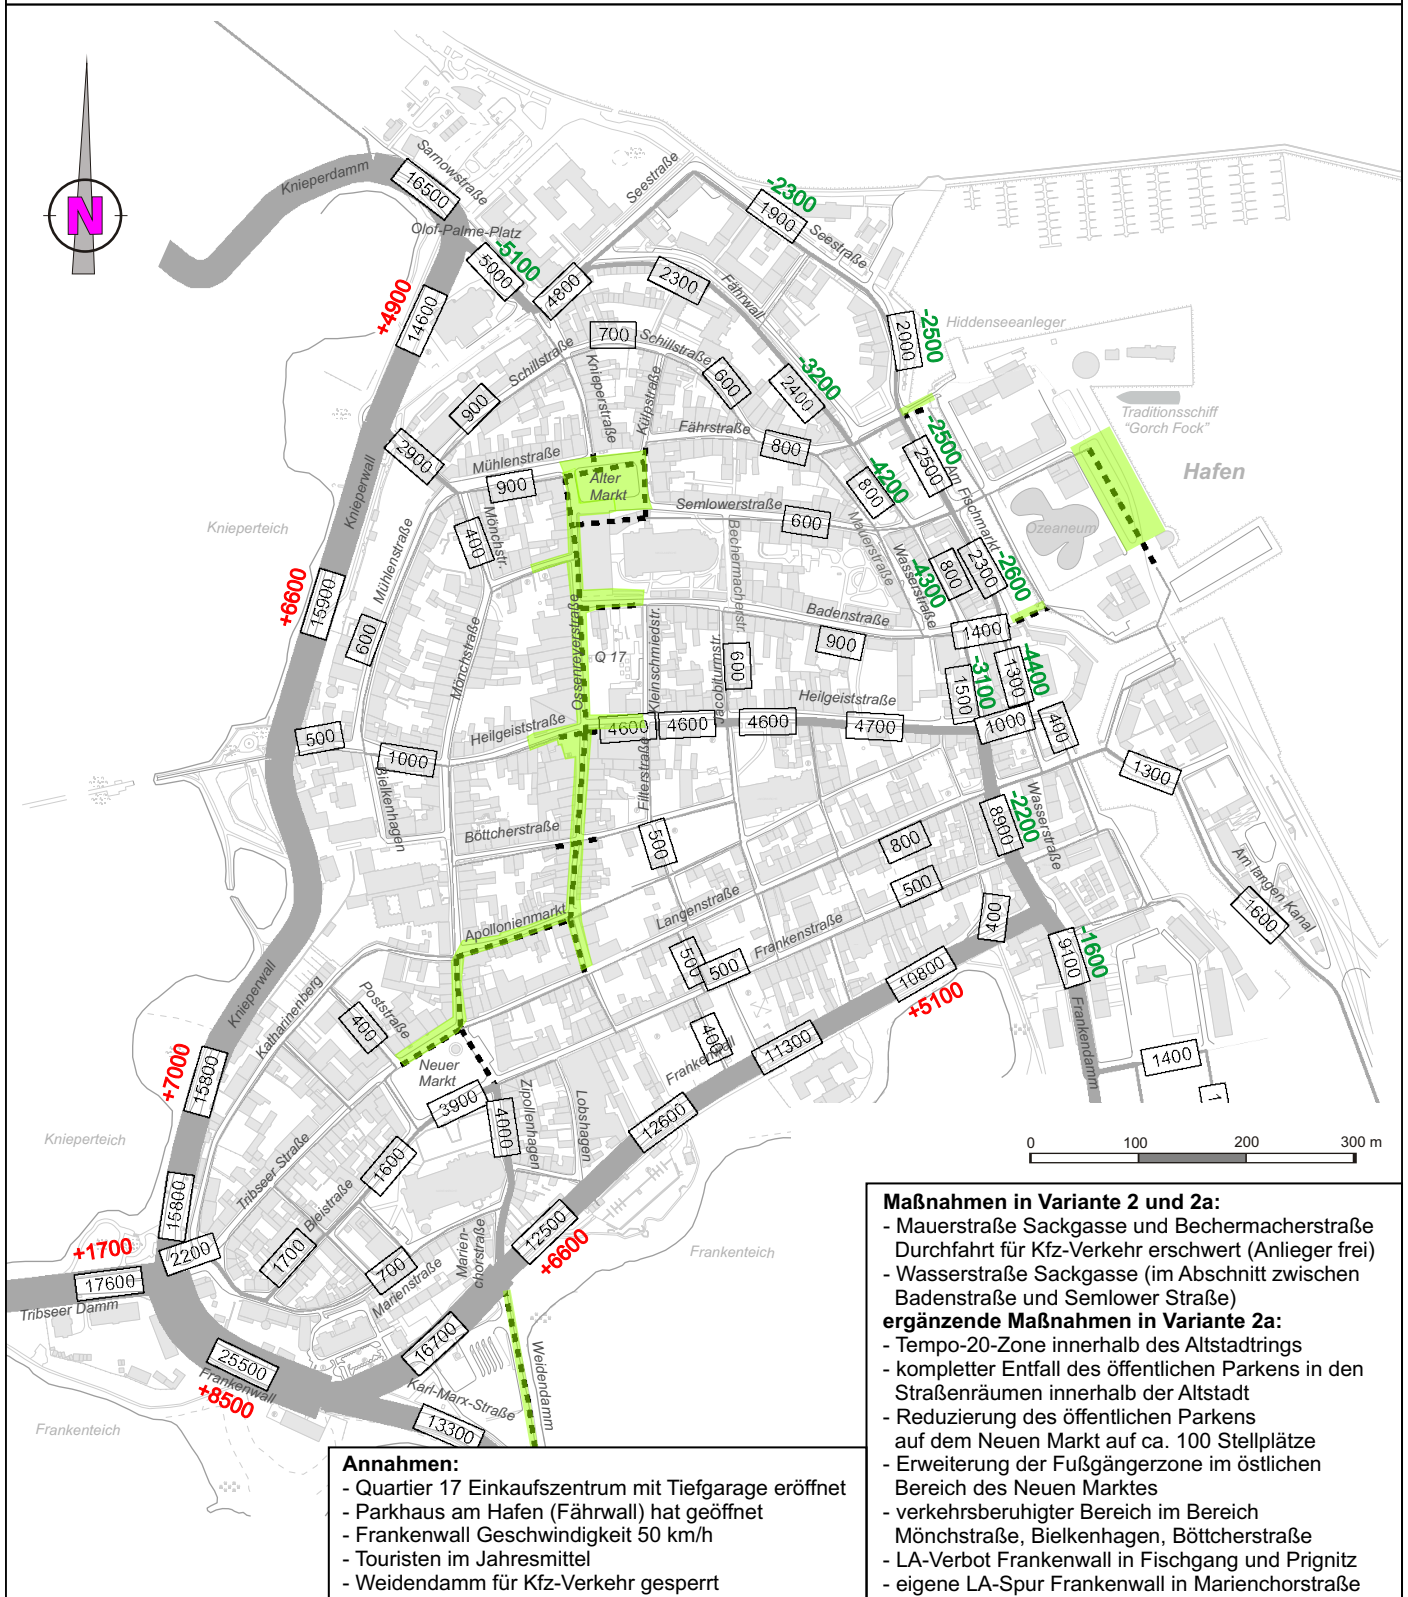 N
Knieperdamm
Sarnowstraße
16500
Olof-Palme-Platz
Seestraße
-2300
1900
Seestraße
-5100
5000
4800
2300
Fährwall
+4900
14600
Hiddenseeanleger
-2500
2000
700
Schillstraße
Schillstraße
Knieperstraße
Külpstraße
600
-3200
2400
900
Traditionsschiff
"Gorch Fock"
2900
Mühlenstraße
900
Fährstraße
800
-2500
2500
Am Fischmarkt
Hafen
Alter
Markt
-4200
800
Knieperwall
Knieperteich
Mönchstr.
400
Semlowerstraße
600
Mauerstraße
Ozeaneum
Mühlenstraße
Bechermacherstr.
Wasserstraße
-4300
800
2300
-2600
+6600
15900
600
Ossenreyerstraße
Badenstraße
900
1400
Mönchstraße
Q 17
Kleinschmiedstr.
Jacobiturmstr.
600
-3100
1500
1300
-4400
Heilgeiststraße
500
1000
Heilgeiststraße
4600
4600
4600
4700
1000
400
1300
Bielkenhagen
Filterstraße
Böttcherstraße
500
800
8900
-2200
Wasserstraße
500
Am langen Kanal
1600
Apollonienmarkt
Langenstraße
Frankenstraße
500
500
400
9100
-1600
10800
+5100
Knieperwall
Katharinenberg
Poststraße
400
Neuer
Markt
400
Frankenwall
11300
Frankendamm
1400
1
+7000
15800
3900
4000
Zipollenhagen
Lobshagen
12600
Knieperteich
Tribseer Straße
1600
Bleistraße
0 100 200 300 m
15800
2200
1700
700
Marienstraße
Marien-
chorstraße
12500
+6600
Frankenteich
+1700
17600
Tribseer Damm
25500
Frankenwall
+8500
16700
Karl-Marx-Straße
13300
Weidendamm
Frankenteich
Maßnahmen in Variante 2 und 2a:
- Mauerstraße Sackgasse und Bechermacherstraße
Durchfahrt für Kfz-Verkehr erschwert (Anlieger frei)
- Wasserstraße Sackgasse (im Abschnitt zwischen
Badenstraße und Semlower Straße)
ergänzende Maßnahmen in Variante 2a:
- Tempo-20-Zone innerhalb des Altstadtrings
- kompletter Entfall des öffentlichen Parkens in den
Straßenräumen innerhalb der Altstadt
- Reduzierung des öffentlichen Parkens
auf dem Neuen Markt auf ca. 100 Stellplätze
- Erweiterung der Fußgängerzone im östlichen
Bereich des Neuen Marktes
- verkehrsberuhigter Bereich im Bereich
Mönchstraße, Bielkenhagen, Böttcherstraße
- LA-Verbot Frankenwall in Fischgang und Prignitz
- eigene LA-Spur Frankenwall in Marienchorstraße
Annahmen:
- Quartier 17 Einkaufszentrum mit Tiefgarage eröffnet
- Parkhaus am Hafen (Fährwall) hat geöffnet
- Frankenwall Geschwindigkeit 50 km/h
- Touristen im Jahresmittel
- Weidendamm für Kfz-Verkehr gesperrt